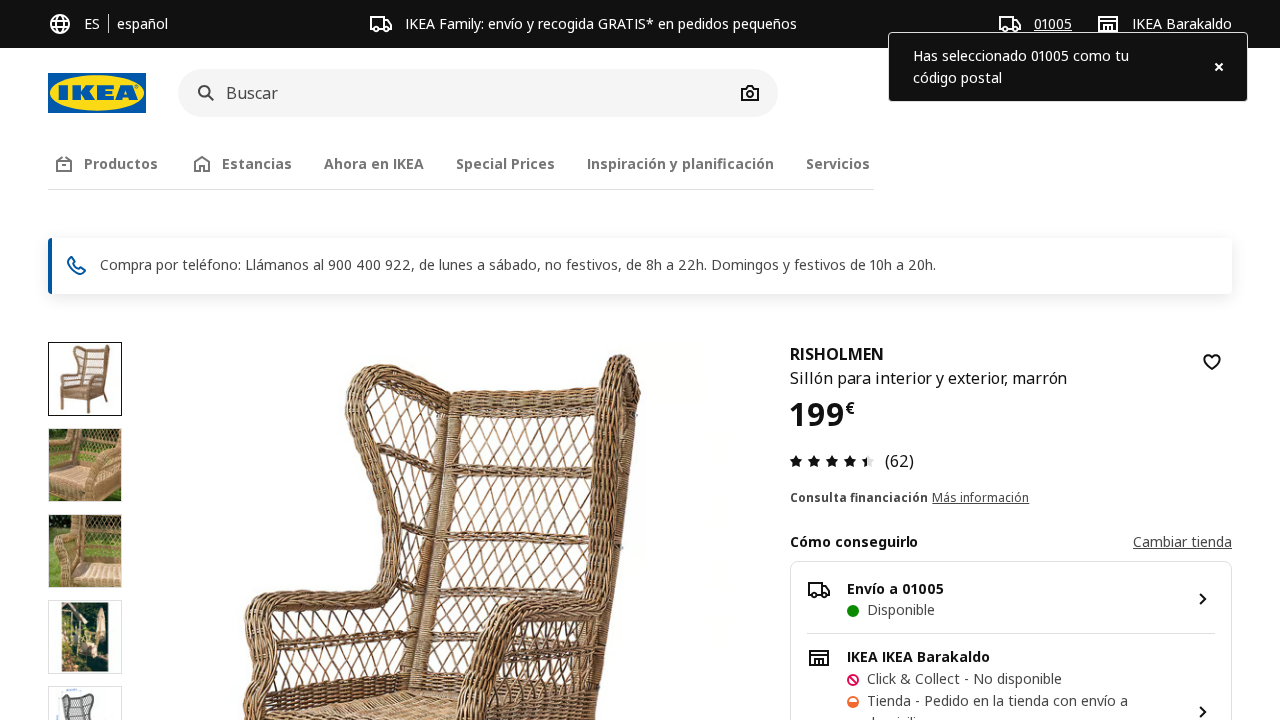 ES
español
IKEA Family: envío y recogida GRATIS* en pedidos pequeños
01005
IKEA Barakaldo
Has seleccionado 01005 como tu
código postal
IKEA
Buscar
Productos
Estancias
Ahora en IKEA
Special Prices
Inspiración y planificación
Servicios
Compra por teléfono: Llámanos al 900 400 922, de lunes a sábado, no festivos, de 8h a 22h. Domingos y festivos de 10h a 20h.
RISHOLMEN
Sillón para interior y exterior, marrón
199€
(62)
Consulta financiación Más información
Cómo conseguirlo
Cambiar tienda
Envío a 01005
Disponible
IKEA IKEA Barakaldo
Click & Collect - No disponible
Tienda - Pedido en la tienda con envío a